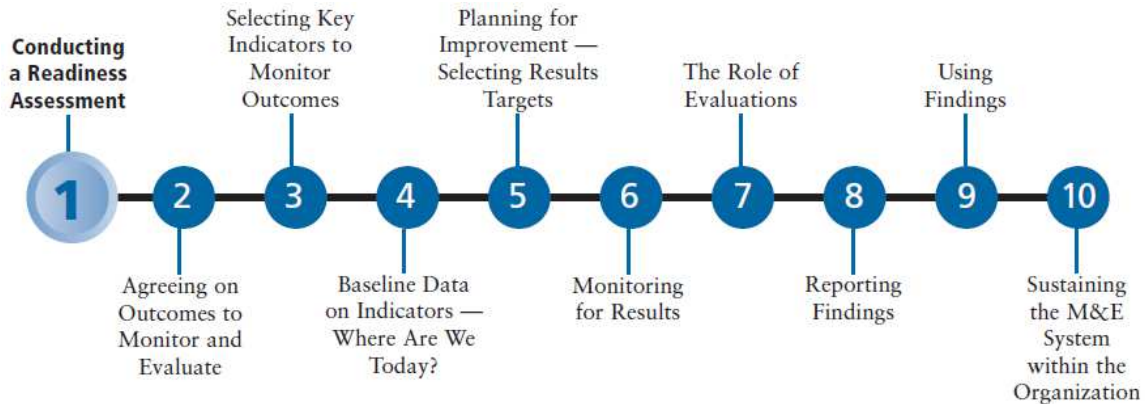 Conducting
a Readiness
Assessment
1
2
Agreeing on
Outcomes to
Monitor and
Evaluate
Selecting Key
Indicators to
Monitor
Outcomes
3
4
Baseline Data
on Indicators —
Where Are We
Today?
Planning for
Improvement —
Selecting Results
Targets
5
6
Monitoring
for Results
The Role of
Evaluations
7
8
Reporting
Findings
Using
Findings
9
10
Sustaining
the M&E
System
within the
Organization